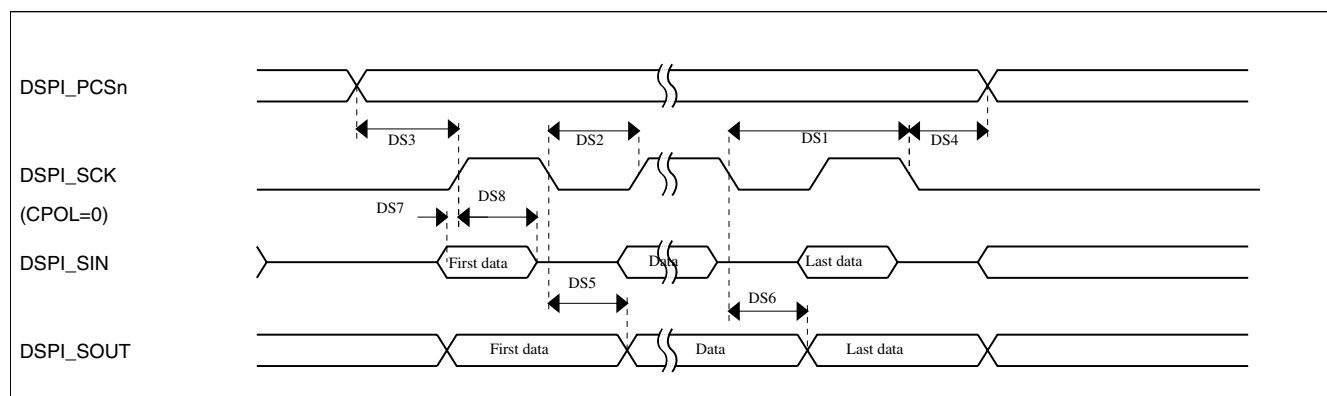 DSPI_PCSn
DS3
DS2
DS1
DS4
DSPI_SCK
(CPOL=0)
DS7
DS8
DSPI_SIN
First data
Data
Last data
DS5
DS6
DSPI_SOUT
First data
Data
Last data